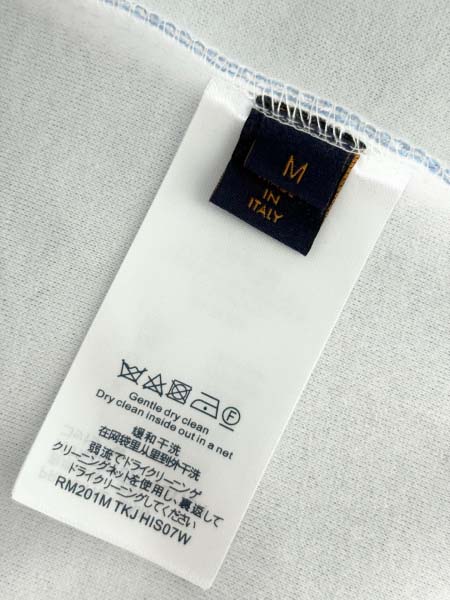 M
IN
ITALY
F
Gentle dry clean
Dry clean inside out in a net
缓和干洗
在网袋里从里到外干洗
弱流でドライクリーニング
クリーニングネットを使用し、裏返して
ドライクリーニングしてください
RM201M TKJ HIS07W